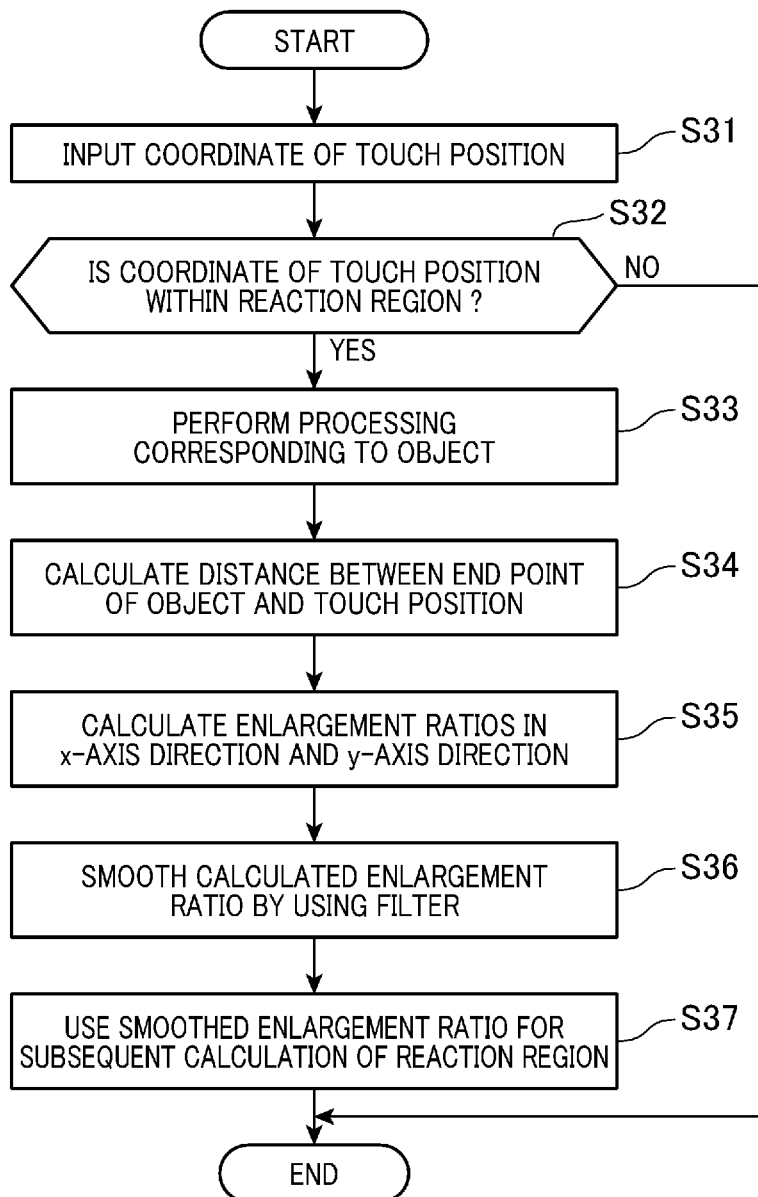 START
INPUT COORDINATE OF TOUCH POSITION
S31
S32
IS COORDINATE OF TOUCH POSITION
WITHIN REACTION REGION ?
NO
YES
PERFORM PROCESSING
CORRESPONDING TO OBJECT
S33
CALCULATE DISTANCE BETWEEN END POINT
OF OBJECT AND TOUCH POSITION
S34
CALCULATE ENLARGEMENT RATIOS IN
x-AXIS DIRECTION AND y-AXIS DIRECTION
S35
SMOOTH CALCULATED ENLARGEMENT
RATIO BY USING FILTER
S36
USE SMOOTHED ENLARGEMENT RATIO FOR
SUBSEQUENT CALCULATION OF REACTION REGION
S37
END